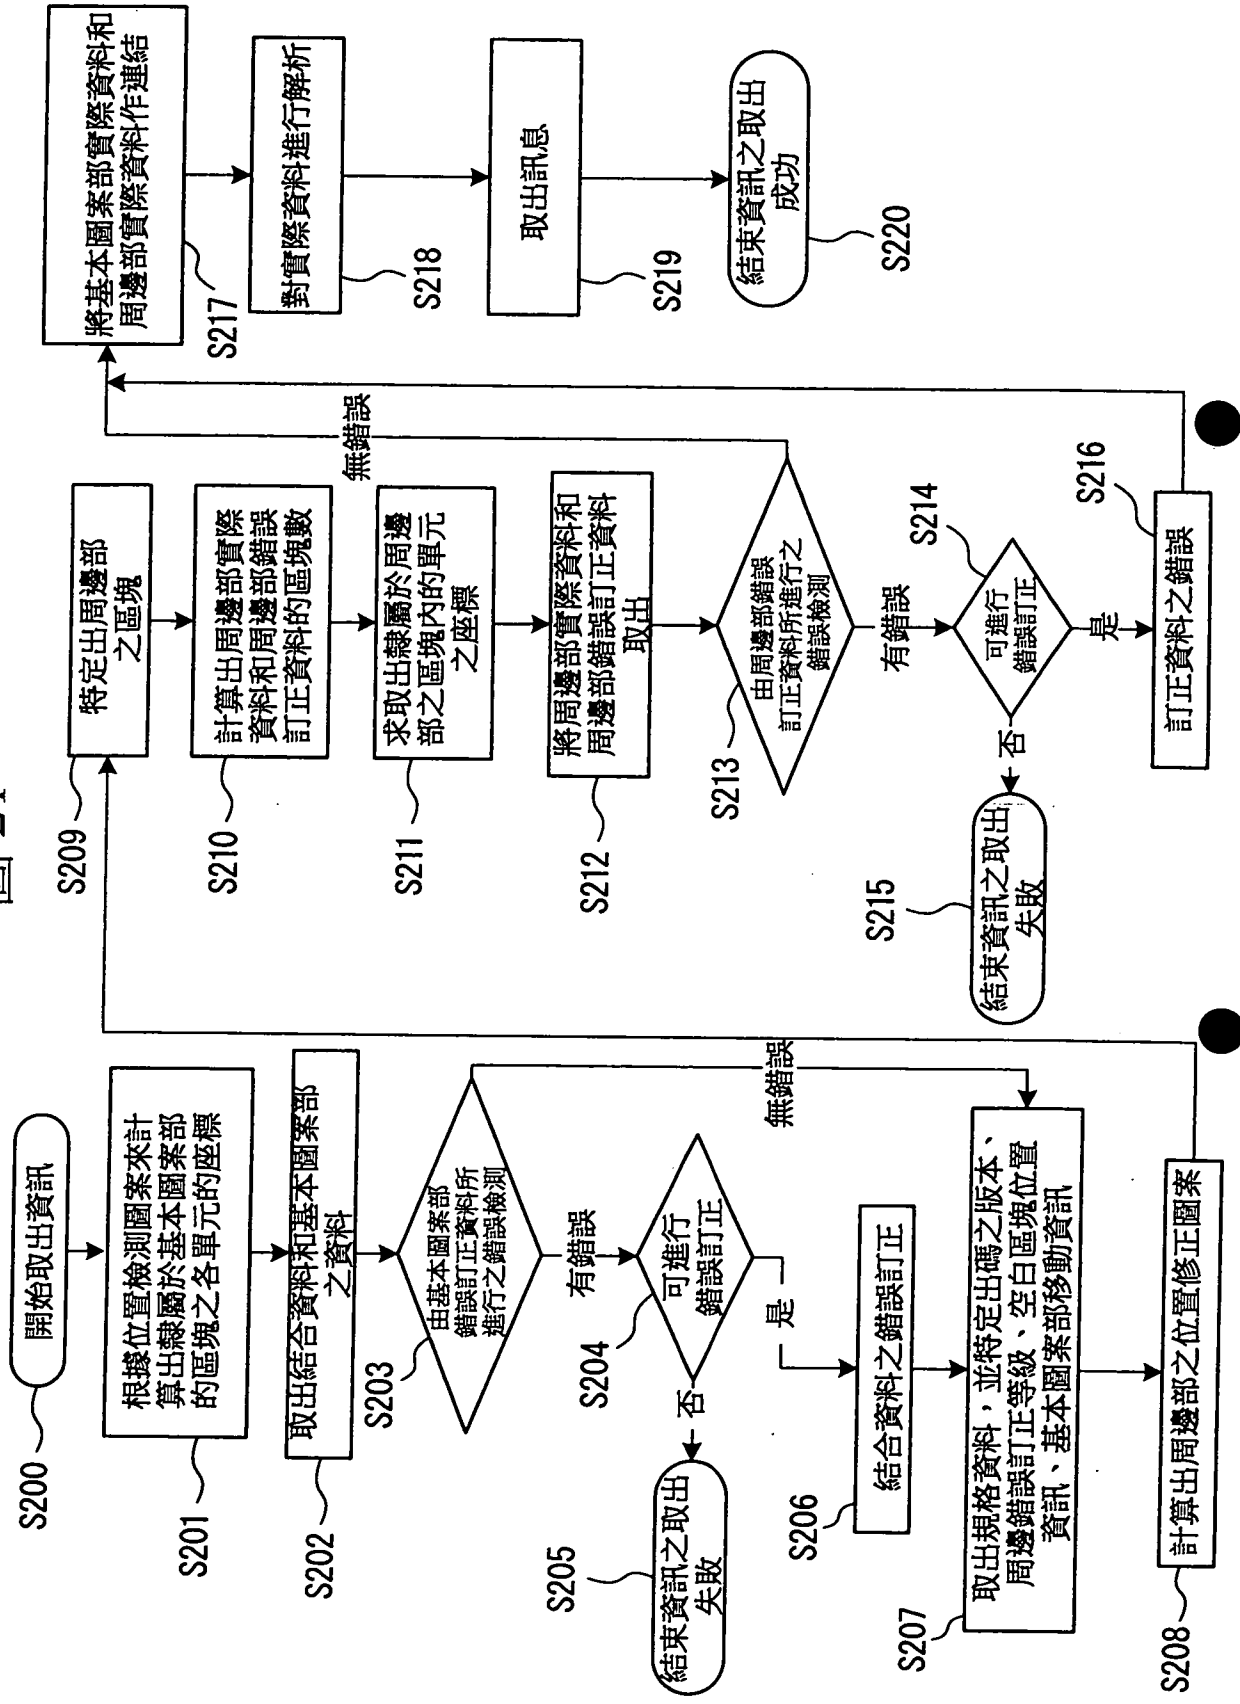 圖 21
S200
開始取出資訊
S201
根據位置檢測圖案來計
算出隸屬於基本圖案部
的區塊之各單元的座標
S202
取出結合資料和基本圖案部
之資料
S203
由基本圖案部
錯誤訂正資料所
進行之錯誤檢測
無錯誤
有錯誤
S204
可進行
錯誤訂正
否
是
S205
結束資訊之取出
失敗
S206
結合資料之錯誤訂正
S207
取出規格資料，並特定出碼之版本、
周邊錯誤訂正等級、空白區塊位置
資訊、基本圖案部移動資訊
S208
計算出周邊部之位置修正圖案
S209
特定出周邊部
之區塊
S210
計算出周邊部實際
資料和周邊部錯誤
訂正資料的區塊數
S211
求取出隸屬於周邊
部之區塊內的單元
之座標
S212
將周邊部實際資料和
周邊部錯誤訂正資料
取出
S213
由周邊部錯誤
訂正資料所進行之
錯誤檢測
無錯誤
有錯誤
S214
可進行
錯誤訂正
否
是
S215
結束資訊之取出
失敗
S216
訂正資料之錯誤
S217
將基本圖案部實際資料和
周邊部實際資料作連結
S218
對實際資料進行解析
S219
取出訊息
S220
結束資訊之取出
成功